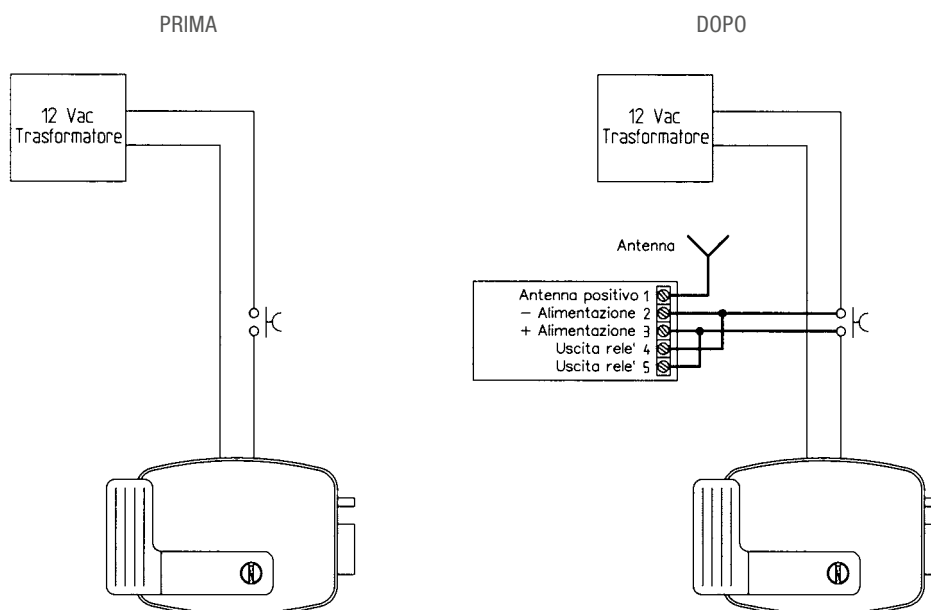 PRIMA
12 Vac
Trasformatore
DOPO
12 Vac
Trasformatore
Antenna
Antenna positivo 1
- Alimentazione 2
+ Alimentazione 3
Uscita rele' 4
Uscita rele' 5